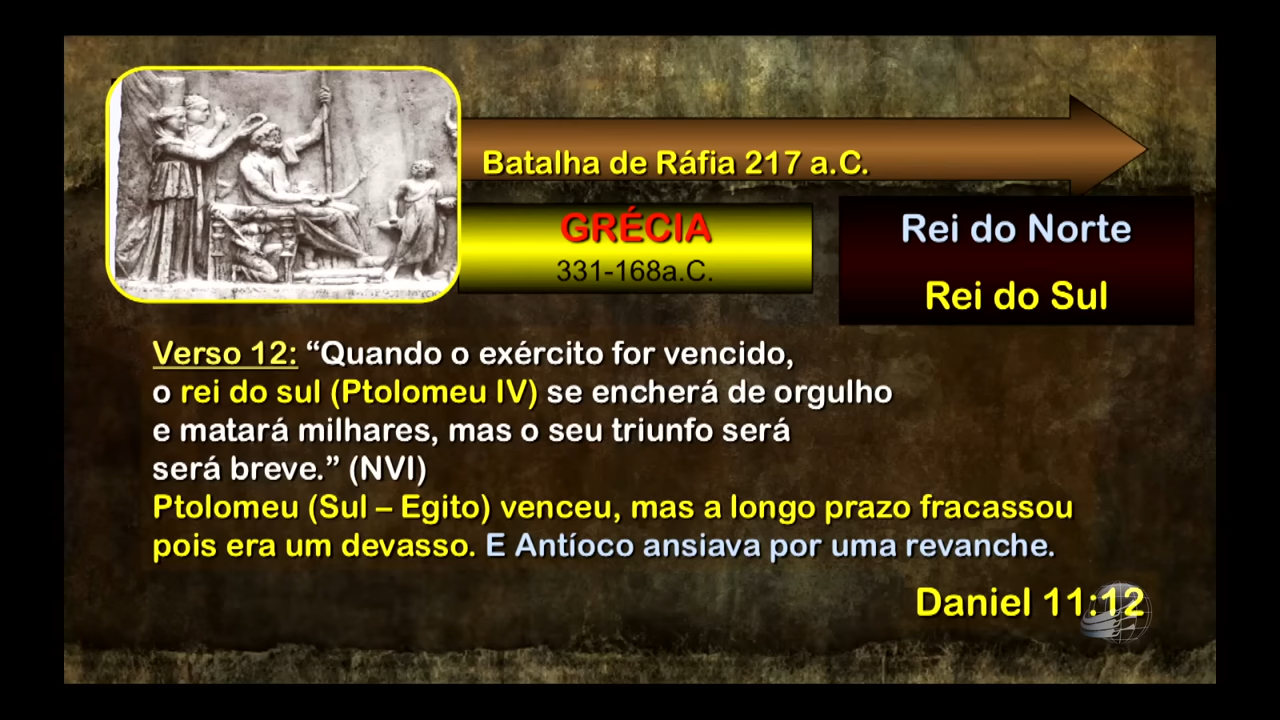 Batalha de Ráfia 217 a.C.
GRÉCIA
331-168a.C.
Rei do Norte
Rei do Sul
Verso 12: “Quando o exército for vencido,
o rei do sul (Ptolomeu IV) se encherá de orgulho
e matará milhares, mas o seu triunfo será
será breve.” (NVI)
Ptolomeu (Sul – Egito) venceu, mas a longo prazo fracassou
pois era um devasso. E Antíoco ansiava por uma revanche.
Daniel 11:12